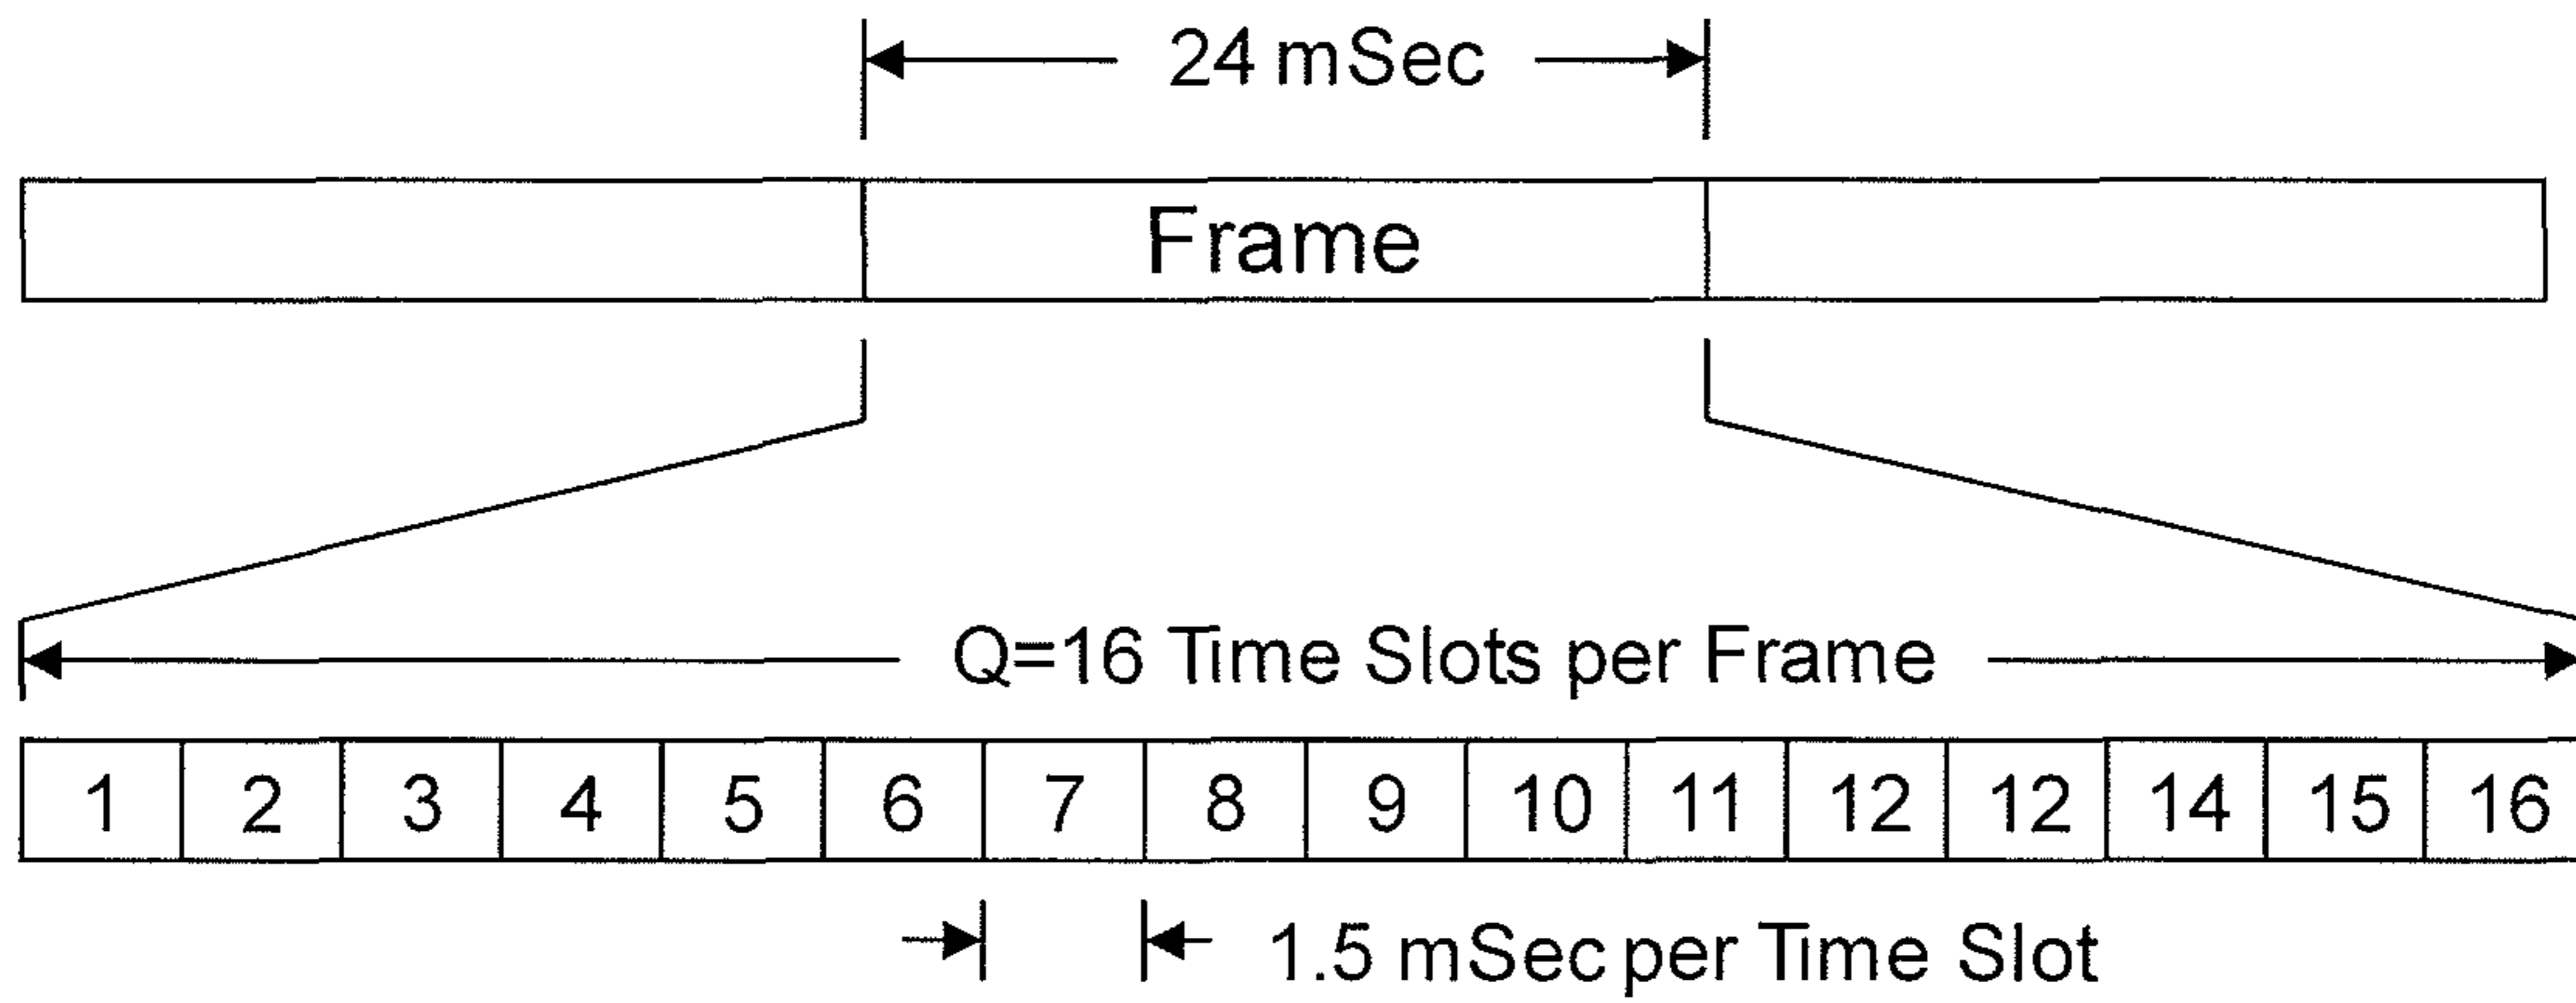 24 mSec
Frame
Q=16 Time Slots per Frame
1 2 3 4 5 6 7 8 9 10 11 12 12 14 15 16
1.5 mSec per Time Slot